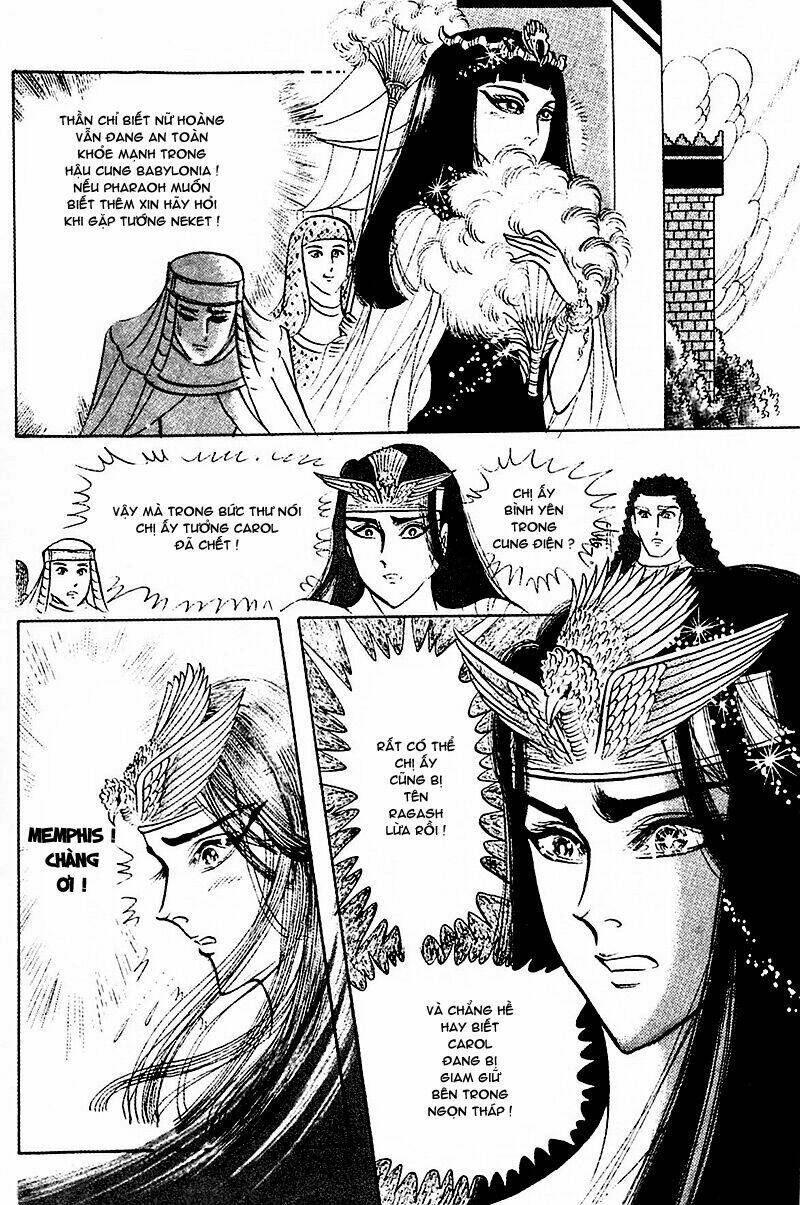 THẦN CHỈ BIẾT NỮ HOÀNG
VẪN ĐANG AN TOÀN
KHỎE MẠNH TRONG
HẬU CUNG BABYLONIA !
NẾU PHARAOH MUỐN
BIẾT THÊM XIN HÃY HỎI
KHI GẶP TƯỚNG NEKET !
VẬY MÀ TRONG BỨC THƯ NÓI
CHỊ ẤY TƯỞNG CAROL
ĐÃ CHẾT !
CHỊ ẤY
BÌNH YÊN
TRONG
CUNG ĐIỆN ?
MEMPHIS !
CHÀNG
ƠI !
RẤT CÓ THỂ
CHỊ ẤY
CŨNG BỊ
TÊN
RAGASH
LỪA RỒI !
VÀ CHẲNG HỀ
HAY BIẾT
CAROL
ĐANG BỊ
GIAM GIỮ
BÊN TRONG
NGỌN THÁP !